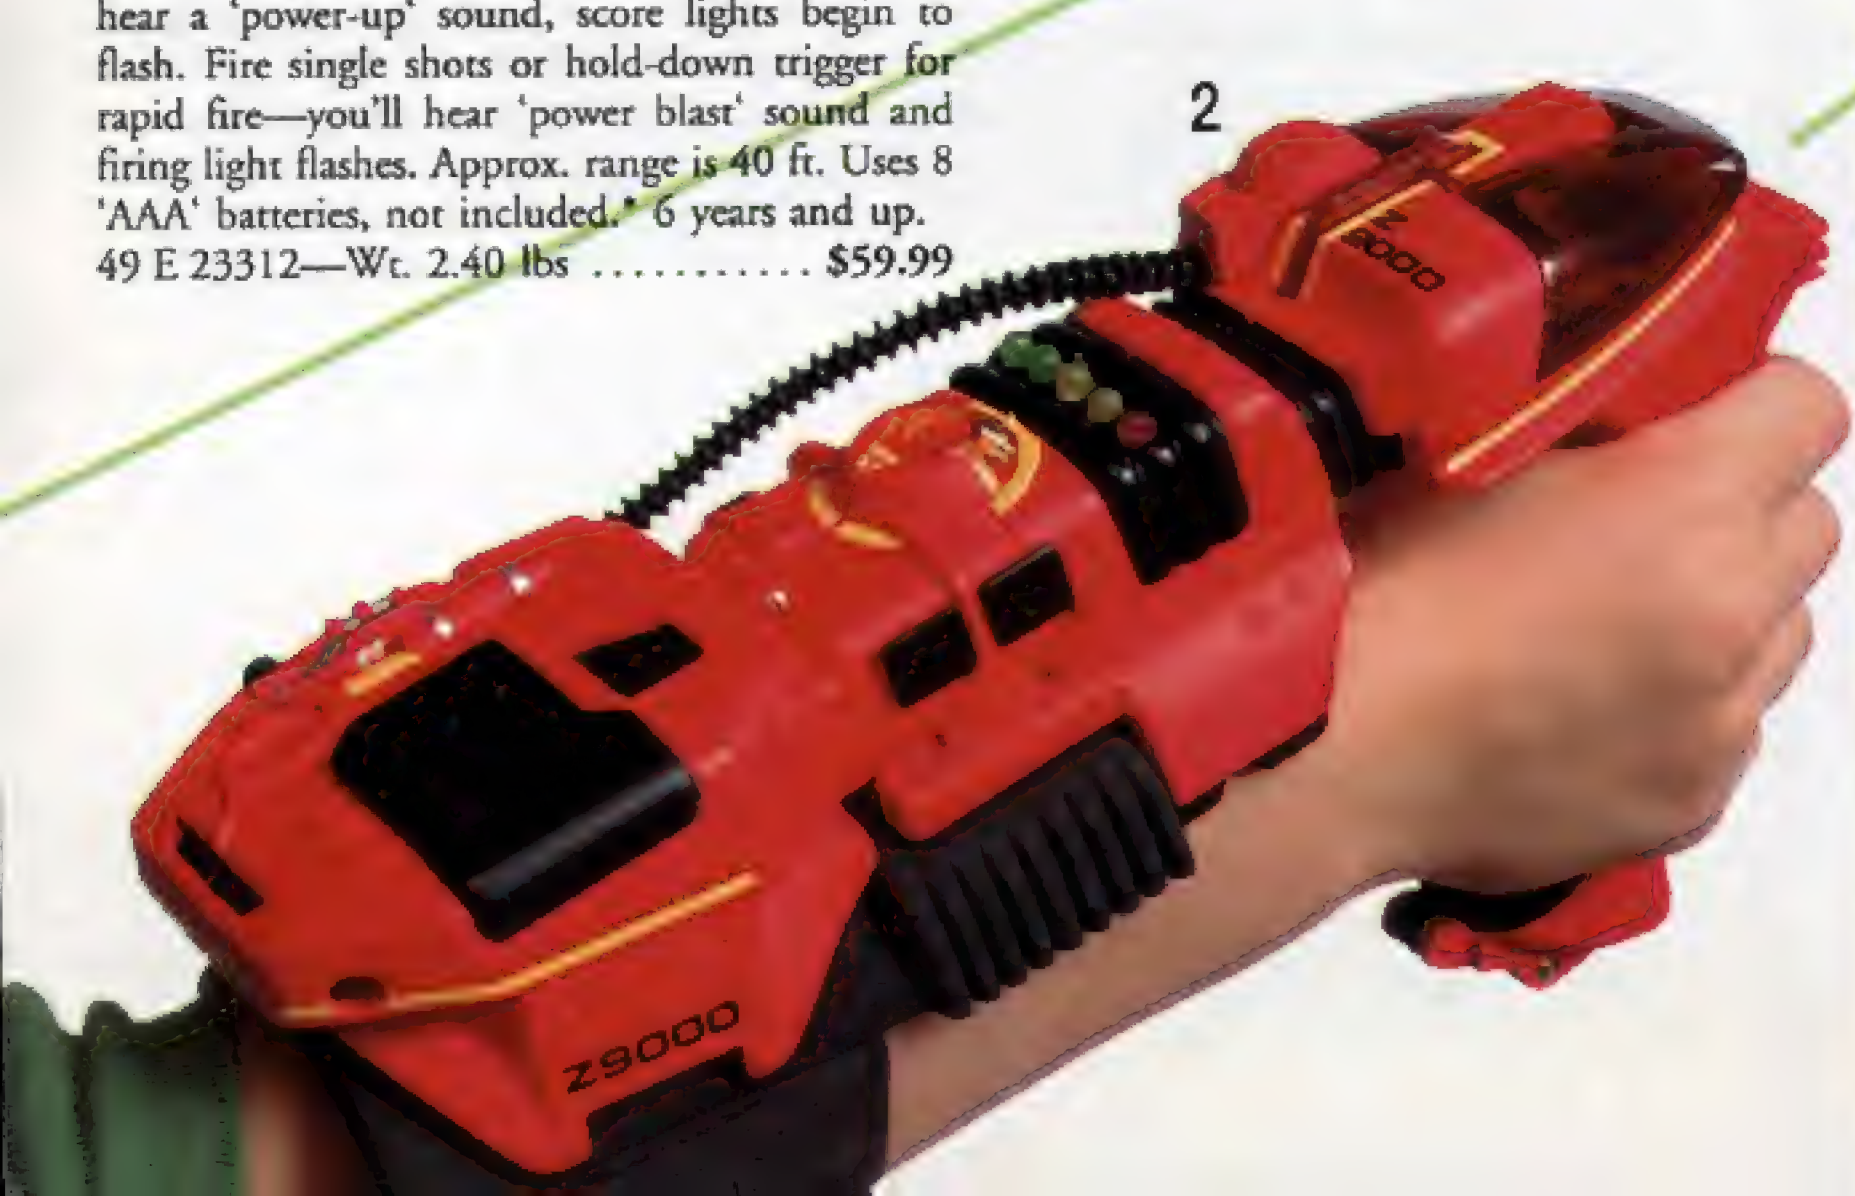 hear a ‘power-up‘ sound, score lights begin to
flash. Fire single shots or hold-down trigger for
rapid fire—you’ll hear ‘power blast‘ sound and
firing light flashes. Approx. range is 40 ft. Uses 8
‘AAA‘ batteries, not included.* 6 years and up.
49 E 23312—Wt. 2.40 lbs ........... $59.99
2
Z
9000
Z9000